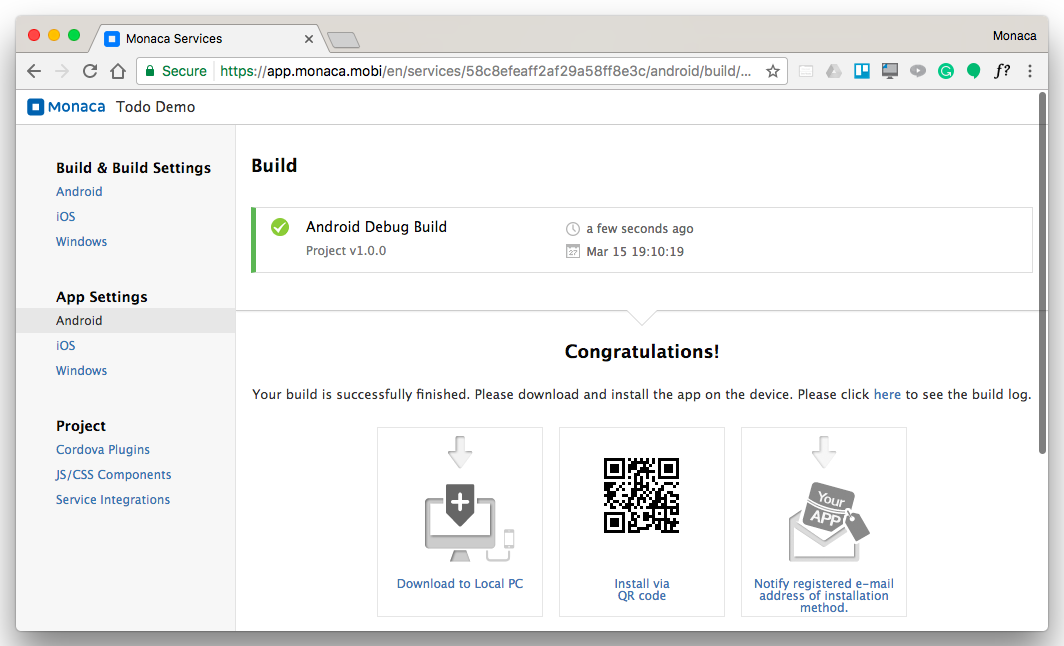 Monaca Services
Monaca
Secure
https://app.monaca.mobi/en/services/58c8efeaff2af29a58ff8e3c/android/build/...
f?
Monaca Todo Demo
Build & Build Settings
Android
iOS
Windows
App Settings
Android
iOS
Windows
Project
Cordova Plugins
JS/CSS Components
Service Integrations
Build
Android Debug Build
a few seconds ago
Project v1.0.0
27
Mar 15 19:10:19
Congratulations!
Your build is successfully finished. Please download and install the app on the device. Please click here to see the build log.
Download to Local PC
Install via
QR code
Your
APP
Notify registered e-mail
address of installation
method.